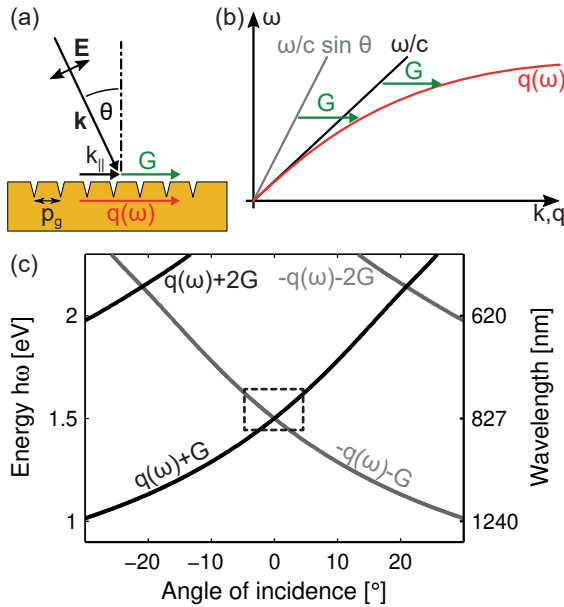 (a)
E
k
θ
k||
G
p_g
q(ω)
(b)
ω
ω/c sin θ
ω/c
G
G
q(ω)
k,q
(c)
Energy ħω [eV]
2
1.5
1
q(ω)+2G
-q(ω)-2G
q(ω)+G
-q(ω)-G
620
827
1240
Wavelength [nm]
−20
−10
0
10
20
Angle of incidence [°]